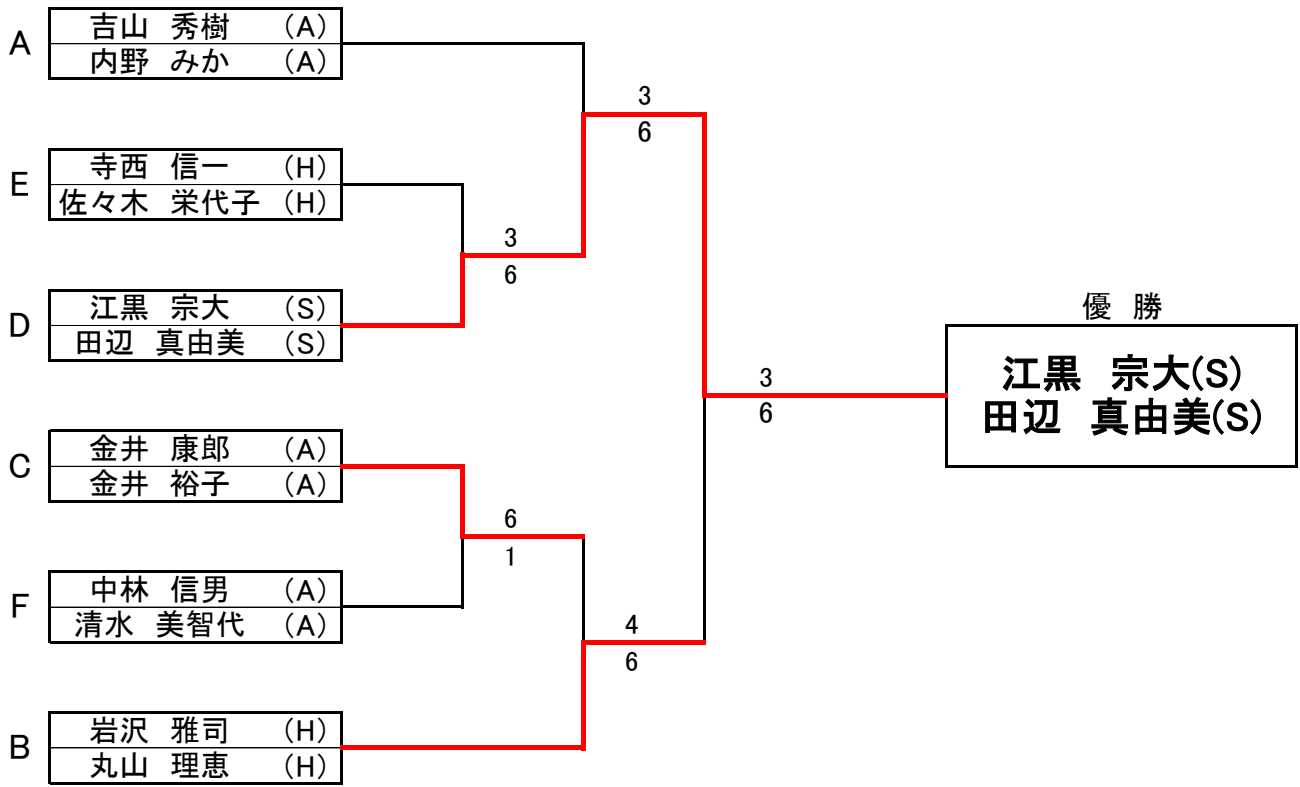 A
吉山 秀樹 (A)
内野 みか (A)
3
6
E
寺西 信一 (H)
佐々木 栄代子 (H)
3
6
D
江黒 宗大 (S)
田辺 真由美 (S)
優 勝
江黒 宗大(S)
田辺 真由美(S)
3
6
C
金井 康郎 (A)
金井 裕子 (A)
6
1
F
中林 信男 (A)
清水 美智代 (A)
4
6
B
岩沢 雅司 (H)
丸山 理恵 (H)